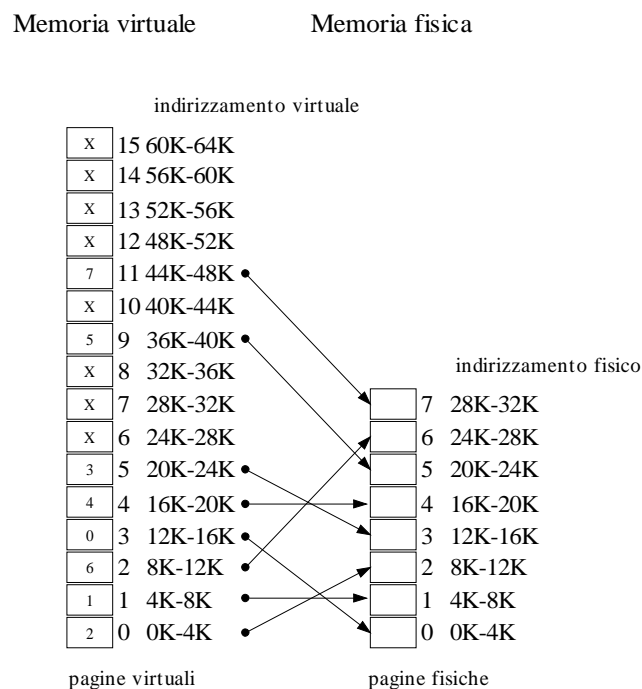 Memoria virtuale Memoria fisica
indirizzamento virtuale
X 15 60K-64K
X 14 56K-60K
X 13 52K-56K
X 12 48K-52K
7 11 44K-48K
X 10 40K-44K
5 9 36K-40K
X 8 32K-36K
X 7 28K-32K
X 6 24K-28K
3 5 20K-24K
4 4 16K-20K
0 3 12K-16K
6 2 8K-12K
1 1 4K-8K
2 0 0K-4K
pagine virtuali
indirizzamento fisico
7 28K-32K
6 24K-28K
5 20K-24K
4 16K-20K
3 12K-16K
2 8K-12K
1 4K-8K
0 0K-4K
pagine fisiche